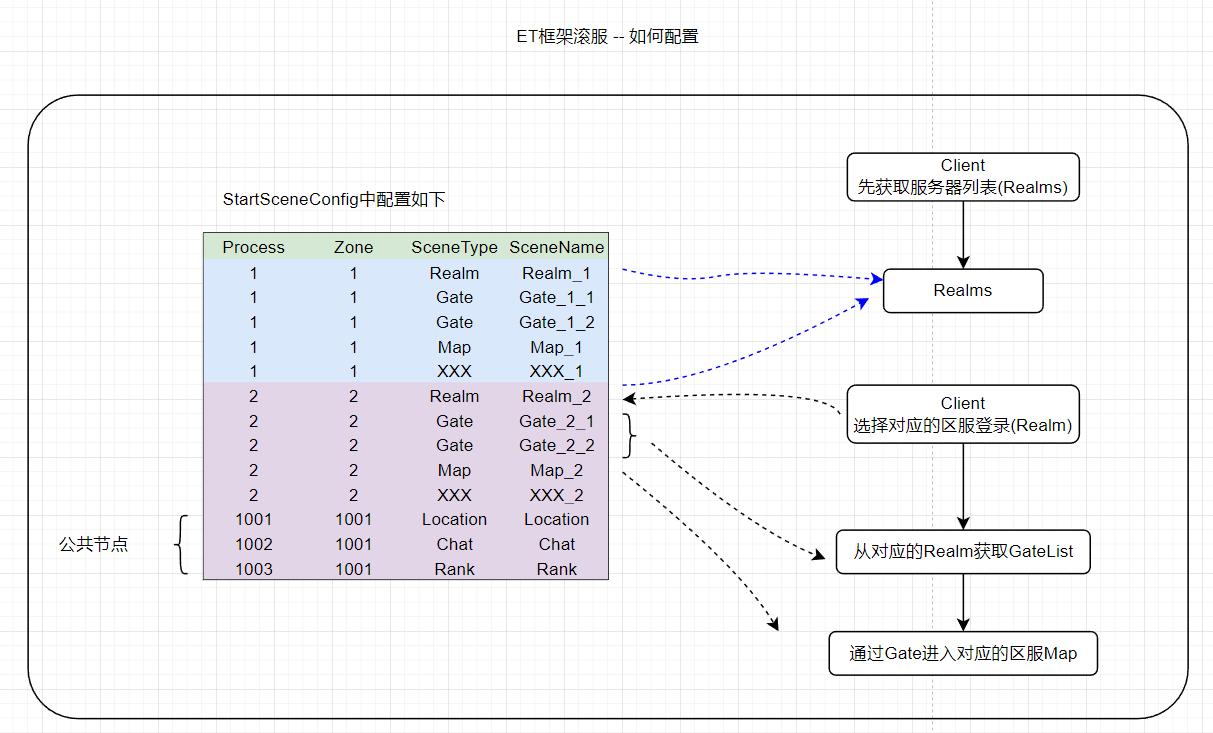 ET框架滚服 -- 如何配置
StartSceneConfig中配置如下
Process Zone SceneType SceneName
1 1 Realm Realm_1
1 1 Gate Gate_1_1
1 1 Gate Gate_1_2
1 1 Map Map_1
1 1 XXX XXX_1
2 2 Realm Realm_2
2 2 Gate Gate_2_1
2 2 Gate Gate_2_2
2 2 Map Map_2
2 2 XXX XXX_2
1001 1001 Location Location
1002 1001 Chat Chat
1003 1001 Rank Rank
公共节点
Client
先获取服务器列表(Realms)
Realms
Client
选择对应的区服登录(Realm)
从对应的Realm获取GateList
通过Gate进入对应的区服Map